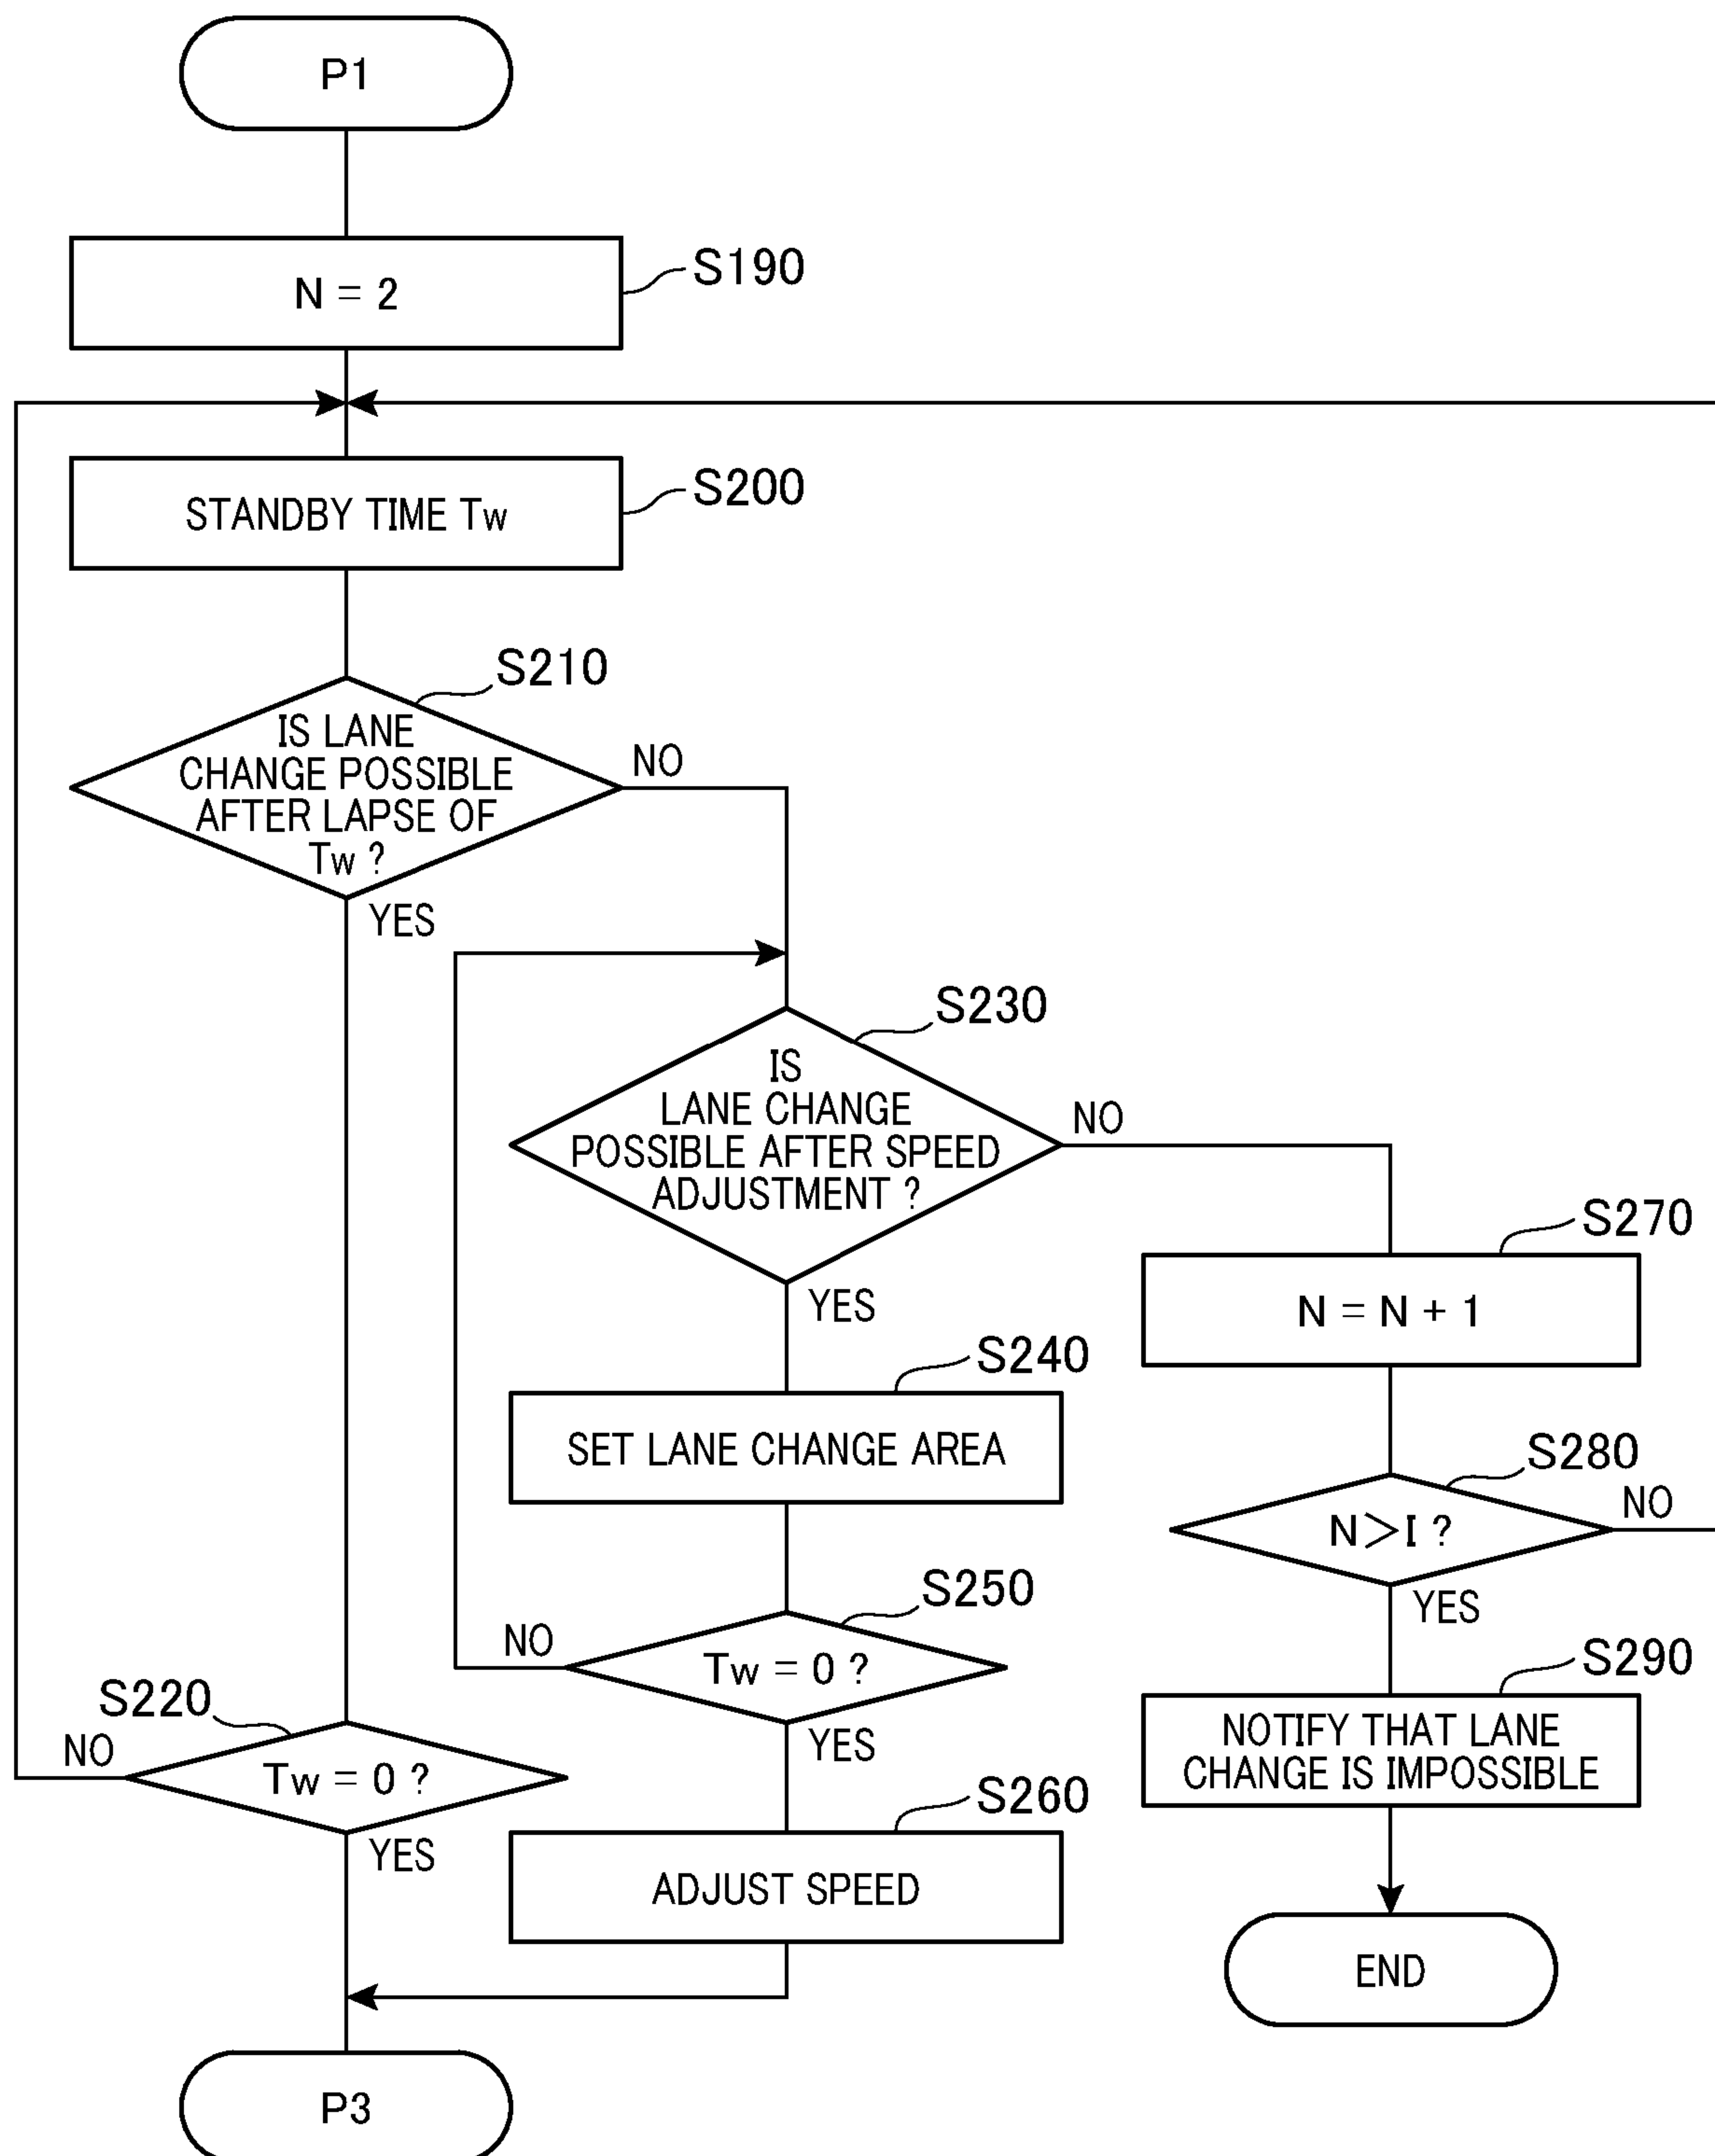 P1
N = 2
S190
STANDBY TIME Tw
S200
S210
IS LANE
CHANGE POSSIBLE
AFTER LAPSE OF
Tw ?
NO
YES
S230
IS
LANE CHANGE
POSSIBLE AFTER SPEED
ADJUSTMENT ?
NO
YES
S270
N = N + 1
S240
SET LANE CHANGE AREA
S280
N>I ?
NO
YES
S250
Tw = 0 ?
NO
YES
S290
NOTIFY THAT LANE
CHANGE IS IMPOSSIBLE
S220
Tw = 0 ?
NO
YES
S260
ADJUST SPEED
END
P3